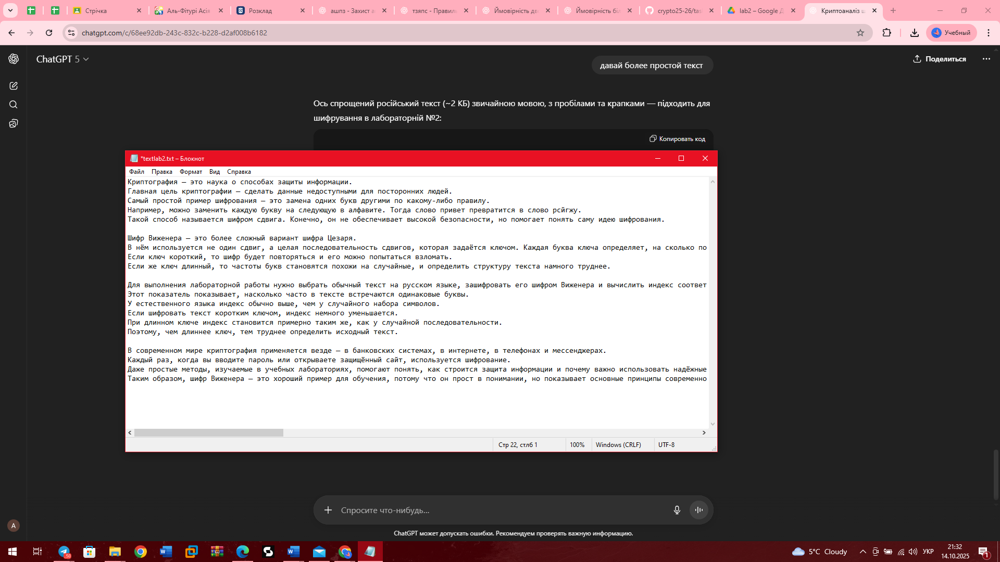 Стрічка
Аль-Фітурі Асія
Розклад
ашпз - Захист а
тзяпс - Правиль
Ймовірність дв
Ймовірність біл
crypto25-26/tas
lab2 – Google Д
Криптоаналіз ш
chatgpt.com/c/68ee92db-243c-832c-b228-d2af008b6182
Учебный
ChatGPT 5
Поделиться
давай более простой текст
Ось спрощений російський текст (~2 КБ) звичайною мовою, з пробілами та крапками — підходить для
шифрування в лабораторній №2:
Копировать код
*textlab2.txt – Блокнот
Файл Правка Формат Вид Справка
Криптография — это наука о способах защиты информации.
Главная цель криптографии — сделать данные недоступными для посторонних людей.
Самый простой пример шифрования — это замена одних букв другими по какому-либо правилу.
Например, можно заменить каждую букву на следующую в алфавите. Тогда слово привет превратится в слово рсйгжу.
Такой способ называется шифром сдвига. Конечно, он не обеспечивает высокой безопасности, но помогает понять саму идею шифрования.
Шифр Виженера — это более сложный вариант шифра Цезаря.
В нём используется не один сдвиг, а целая последовательность сдвигов, которая задаётся ключом. Каждая буква ключа определяет, на сколько по
Если ключ короткий, то шифр будет повторяться и его можно попытаться взломать.
Если же ключ длинный, то частоты букв становятся похожи на случайные, и определить структуру текста намного труднее.
Для выполнения лабораторной работы нужно выбрать обычный текст на русском языке, зашифровать его шифром Виженера и вычислить индекс соответ
Этот показатель показывает, насколько часто в тексте встречаются одинаковые буквы.
У естественного языка индекс обычно выше, чем у случайного набора символов.
Если шифровать текст коротким ключом, индекс немного уменьшается.
При длинном ключе индекс становится примерно таким же, как у случайной последовательности.
Поэтому, чем длиннее ключ, тем труднее определить исходный текст.
В современном мире криптография применяется везде — в банковских системах, в интернете, в телефонах и мессенджерах.
Каждый раз, когда вы вводите пароль или открываете защищённый сайт, используется шифрование.
Даже простые методы, изучаемые в учебных лабораториях, помогают понять, как строится защита информации и почему важно использовать надёжные
Таким образом, шифр Виженера — это хороший пример для обучения, потому что он прост в понимании, но показывает основные принципы современно
Стр 22, стлб 1
100%
Windows (CRLF)
UTF-8
Спросите что-нибудь...
A
ChatGPT может допускать ошибки. Рекомендуем проверять важную информацию.
50
5°C Cloudy
УКР
21:32
14.10.2025
1